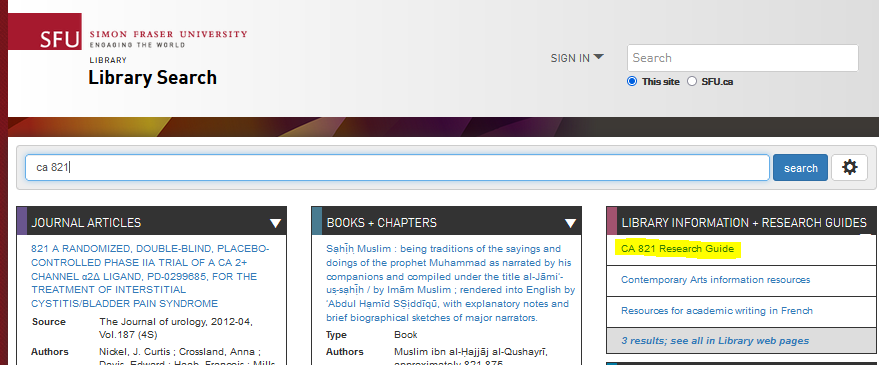 SFU SIMON FRASER UNIVERSITY
ENGAGING THE WORLD
LIBRARY
Library Search
SIGN IN
Search
This site SFU.ca
ca 821
search
JOURNAL ARTICLES
821 A RANDOMIZED, DOUBLE-BLIND, PLACEBO-
CONTROLLED PHASE IIA TRIAL OF A CA 2+
CHANNEL α2Δ LIGAND, PD-0299685, FOR THE
TREATMENT OF INTERSTITIAL
CYSTITIS/BLADDER PAIN SYNDROME
Source The Journal of urology, 2012-04,
Vol.187 (4S)
Authors Nickel, J. Curtis ; Crossland, Anna ;
BOOKS + CHAPTERS
Ṣaḥīḥ Muslim : being traditions of the sayings and
doings of the prophet Muhammad as narrated by his
companions and compiled under the title al-Jāmiʻ-
uṣ-ṣaḥīḥ / by Imām Muslim ; rendered into English by
ʻAbdul Ḥamīd SṢiddīqū, with explanatory notes and
brief biographical sketches of major narrators.
Type Book
Authors Muslim ibn al-Ḥajjāj al-Qushayrī,
approximately 821-875
LIBRARY INFORMATION + RESEARCH GUIDES
CA 821 Research Guide
Contemporary Arts information resources
Resources for academic writing in French
3 results; see all in Library web pages